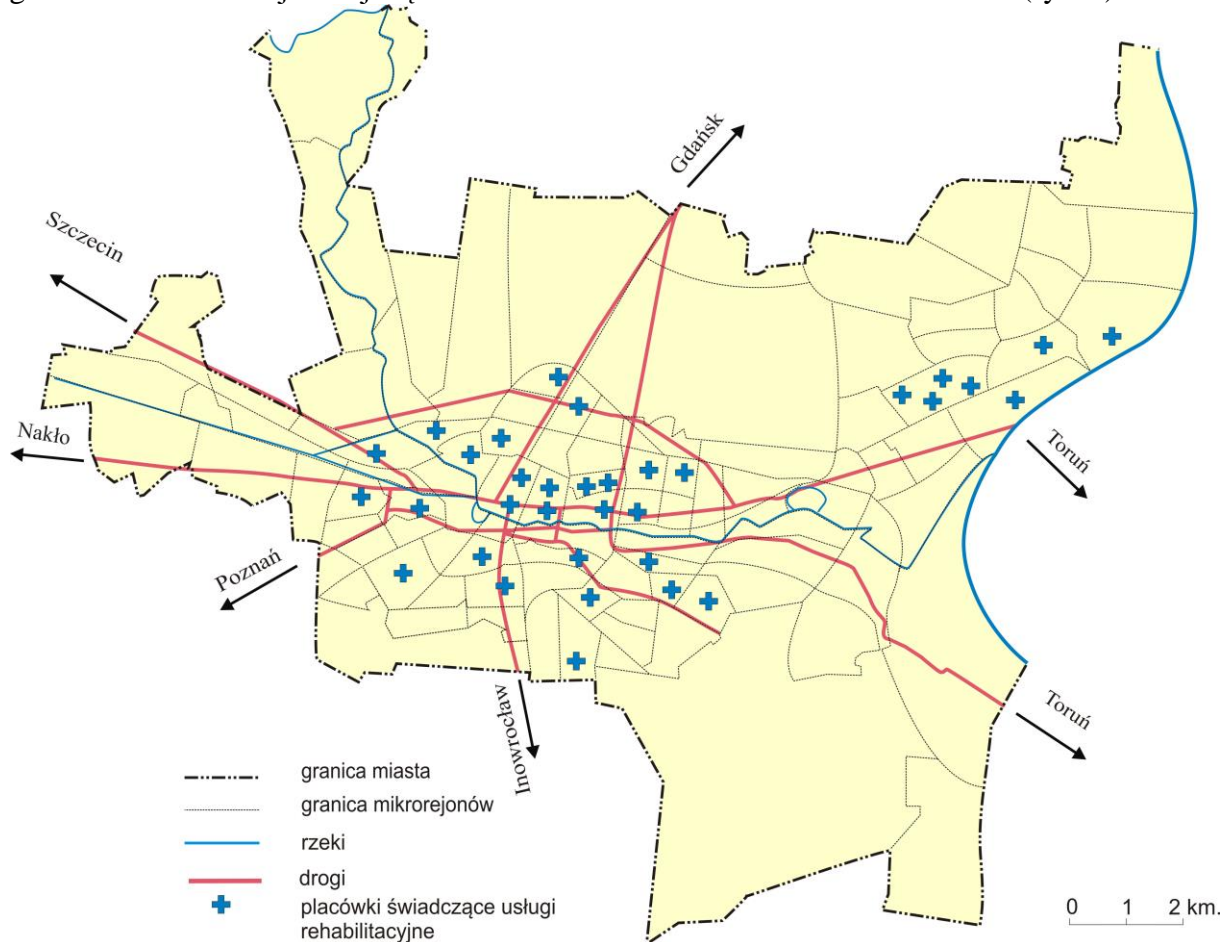 Gdańsk
Szczecin
Nakło
Toruń
Poznań
Inowrocław
Toruń
granica miasta
granica mikrorejonów
rzeki
drogi
placówki świadczące usługi
rehabilitacyjne
0 1 2 km.